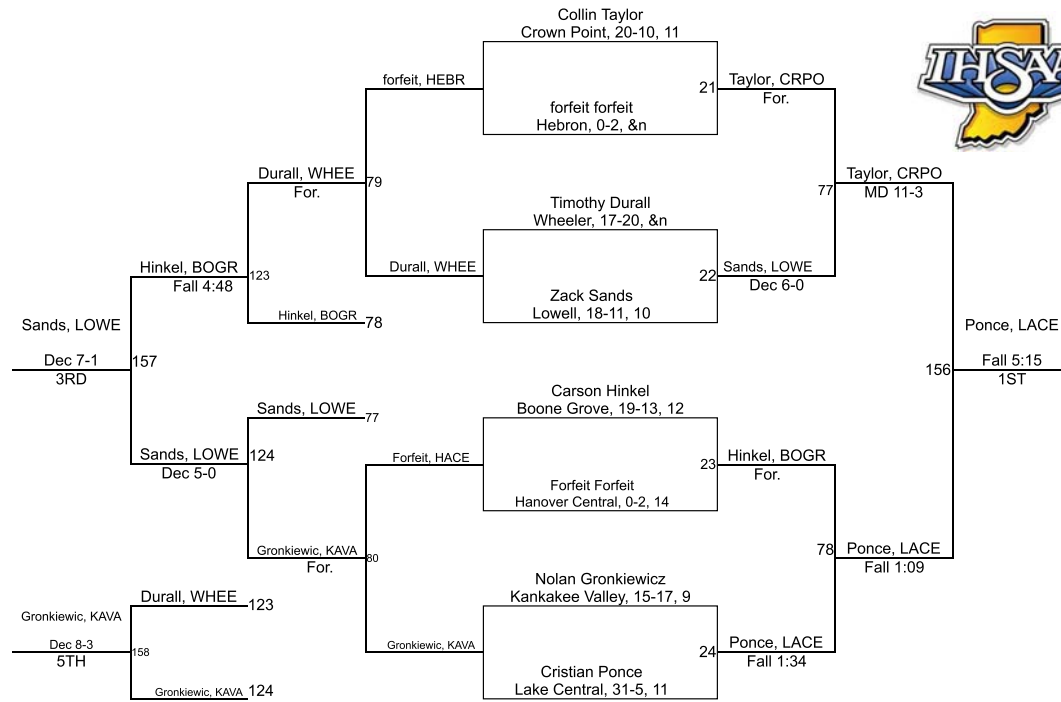 Collin Taylor
Crown Point, 20-10, 11
IHSAA
forfeit, HEBR
21
Taylor, CRPO
For.
forfeit forfeit
Hebron, 0-2, &n
Durall, WHEE
For.
79
77
Taylor, CRPO
MD 11-3
Timothy Durall
Wheeler, 17-20, &n
Hinkel, BOGR
Fall 4:48
123
Durall, WHEE
22
Sands, LOWE
Dec 6-0
Zack Sands
Lowell, 18-11, 10
Hinkel, BOGR
78
Sands, LOWE
Dec 7-1
3RD
157
Ponce, LACE
156
Fall 5:15
1ST
Carson Hinkel
Boone Grove, 19-13, 12
Sands, LOWE
77
Sands, LOWE
Dec 5-0
124
Forfeit, HACE
23
Hinkel, BOGR
For.
Forfeit Forfeit
Hanover Central, 0-2, 14
Gronkiewic, KAVA
For.
80
78
Ponce, LACE
Fall 1:09
Nolan Gronkiewicz
Kankakee Valley, 15-17, 9
Durall, WHEE
123
Gronkiewic, KAVA
Dec 8-3
5TH
158
Gronkiewic, KAVA
24
Ponce, LACE
Fall 1:34
Cristian Ponce
Lake Central, 31-5, 11
Gronkiewic, KAVA
124